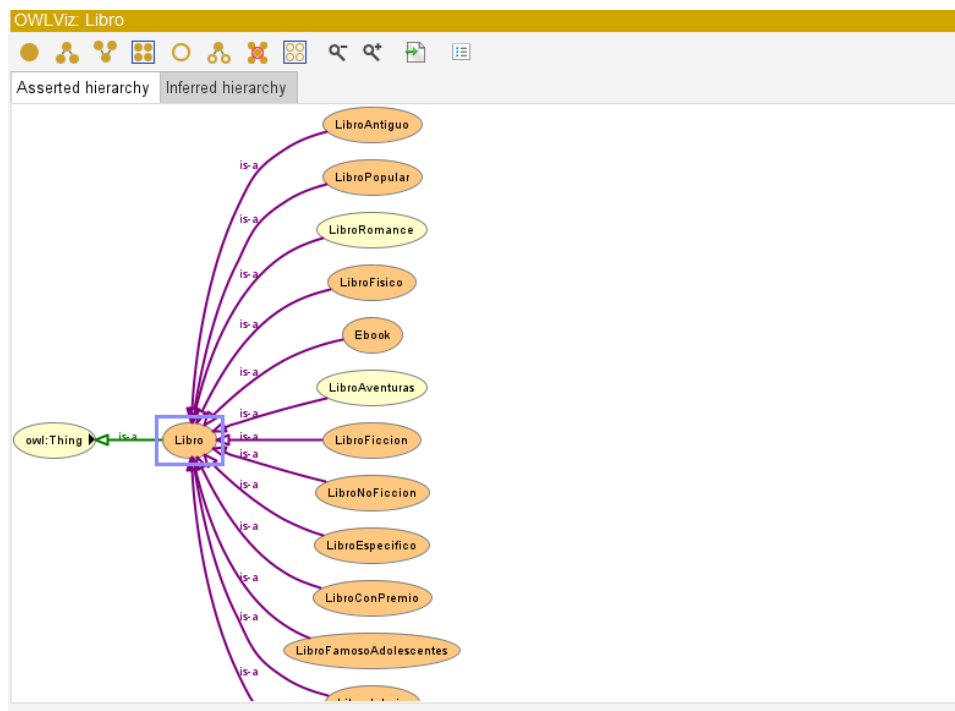 OWLViz: Libro
Asserted hierarchy
Inferred hierarchy
LibroAntiguo
is-a
LibroPopular
is-a
LibroRomance
is-a
LibroFisico
is-a
Ebook
is-a
LibroAventuras
is-a
owl:Thing
is-a
Libro
is-a
LibroFiccion
is-a
LibroNoFiccion
is-a
LibroEspecifico
is-a
LibroConPremio
is-a
LibroFamosoAdolescentes
is-a
is-a